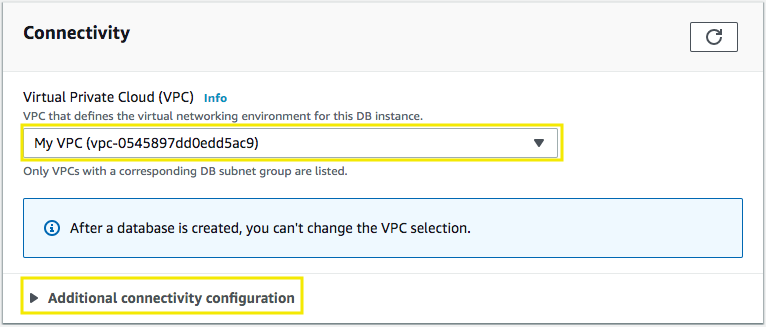 Connectivity
Virtual Private Cloud (VPC) Info
VPC that defines the virtual networking environment for this DB instance.
My VPC (vpc-0545897dd0edd5ac9)
Only VPCs with a corresponding DB subnet group are listed.
After a database is created, you can't change the VPC selection.
Additional connectivity configuration